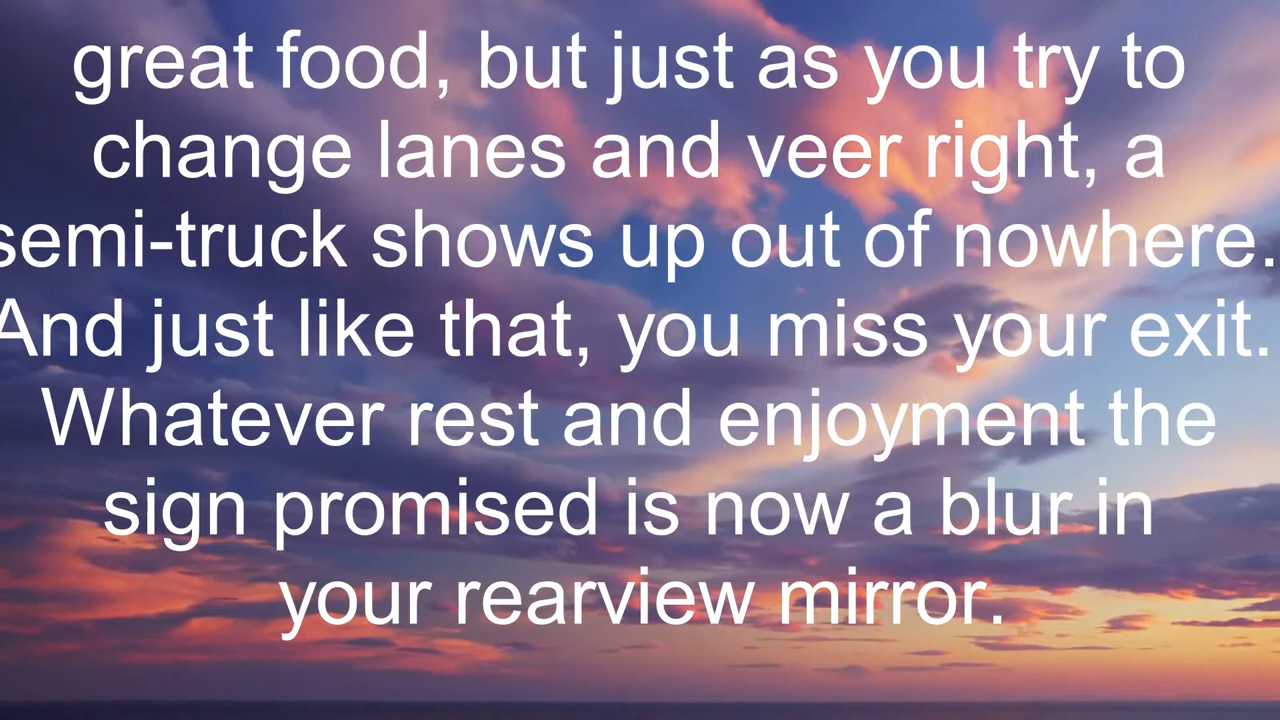 great food, but just as you try to
change lanes and veer right, a
semi-truck shows up out of nowhere.
And just like that, you miss your exit.
Whatever rest and enjoyment the
sign promised is now a blur in
your rearview mirror.